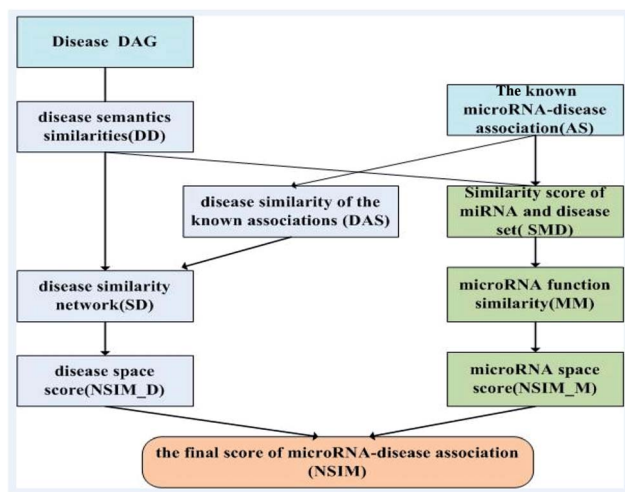 Disease DAG
The known
microRNA-disease
association(AS)
disease semantics
similarities(DD)
disease similarity of the
known associations (DAS)
Similarity score of
miRNA and disease
set( SMD)
disease similarity
network(SD)
microRNA function
similarity(MM)
disease space
score(NSIM_D)
microRNA space
score(NSIM_M)
the final score of microRNA-disease association
(NSIM)